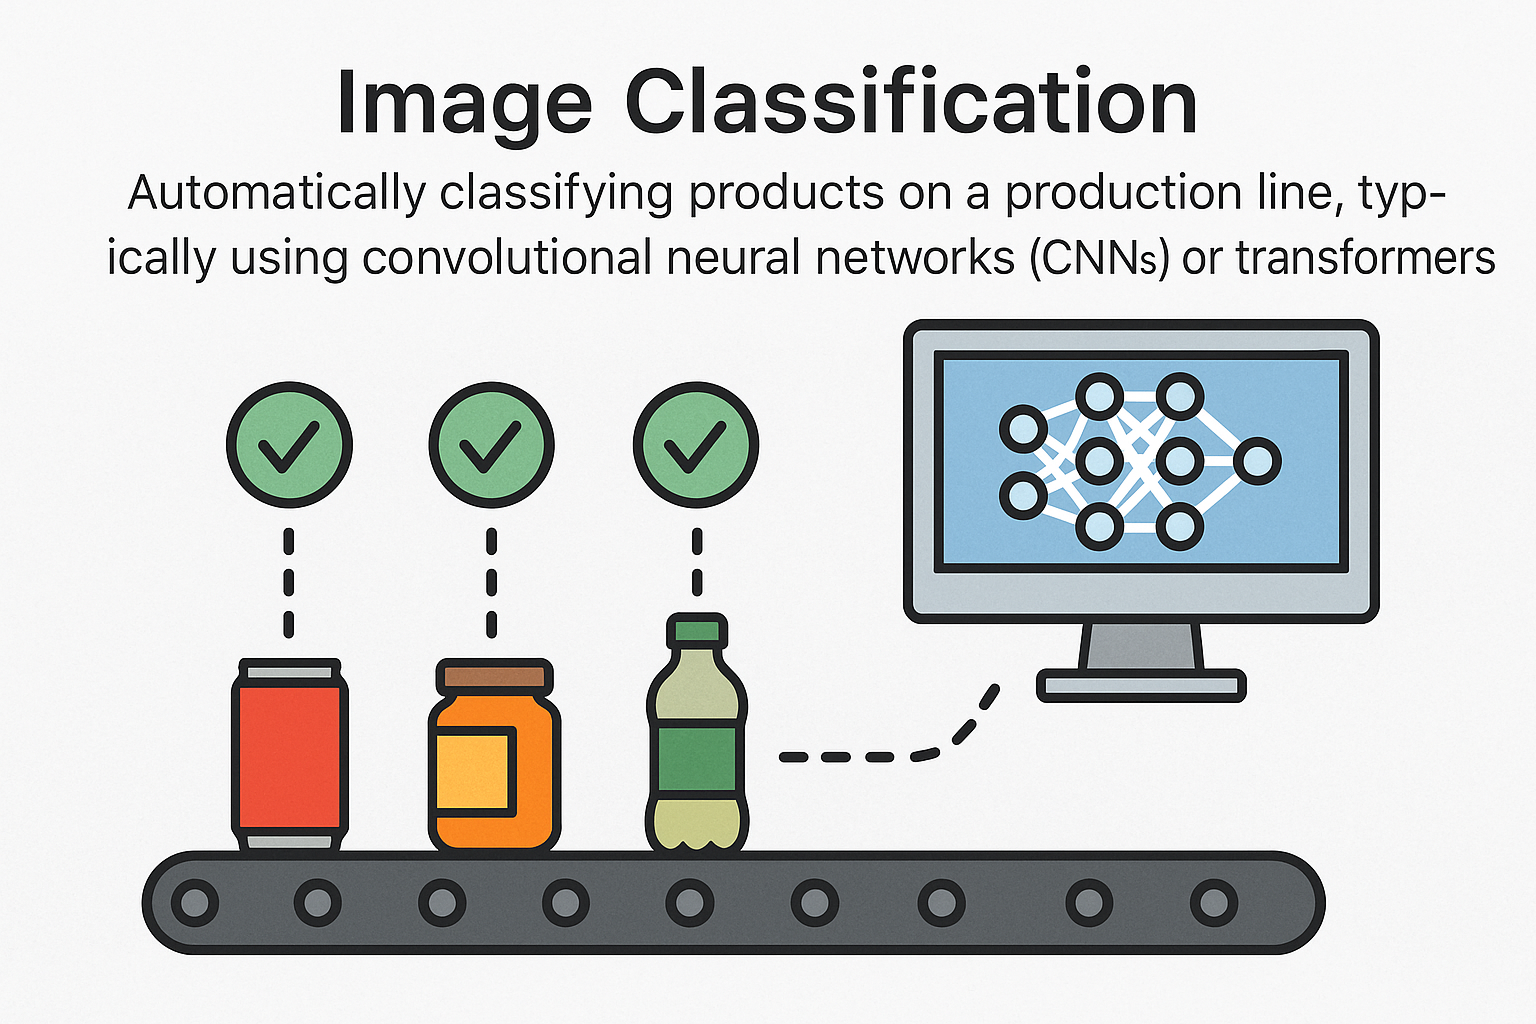 Image Classification
Automatically classifying products on a production line, typ-
ically using convolutional neural networks (CNNs) or transformers